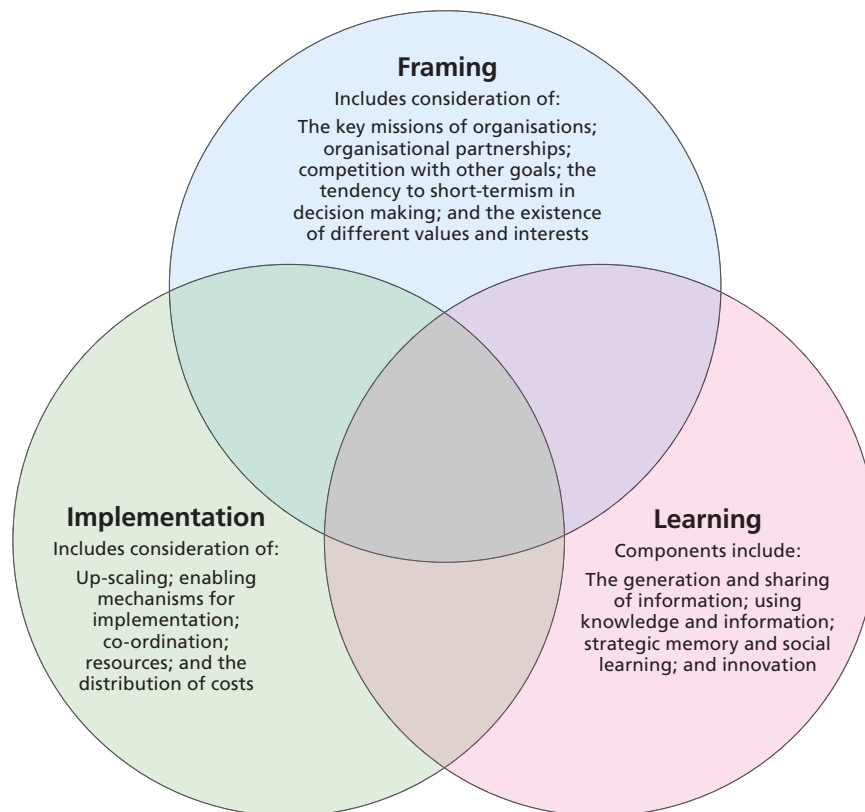 Framing
Includes consideration of:
The key missions of organisations;
organisational partnerships;
competition with other goals; the
tendency to short-termism in
decision making; and the existence
of different values and interests
Implementation
Includes consideration of:
Up-scaling; enabling
mechanisms for
implementation;
co-ordination;
resources; and the
distribution of costs
Learning
Components include:
The generation and sharing
of information; using
knowledge and information;
strategic memory and social
learning; and innovation